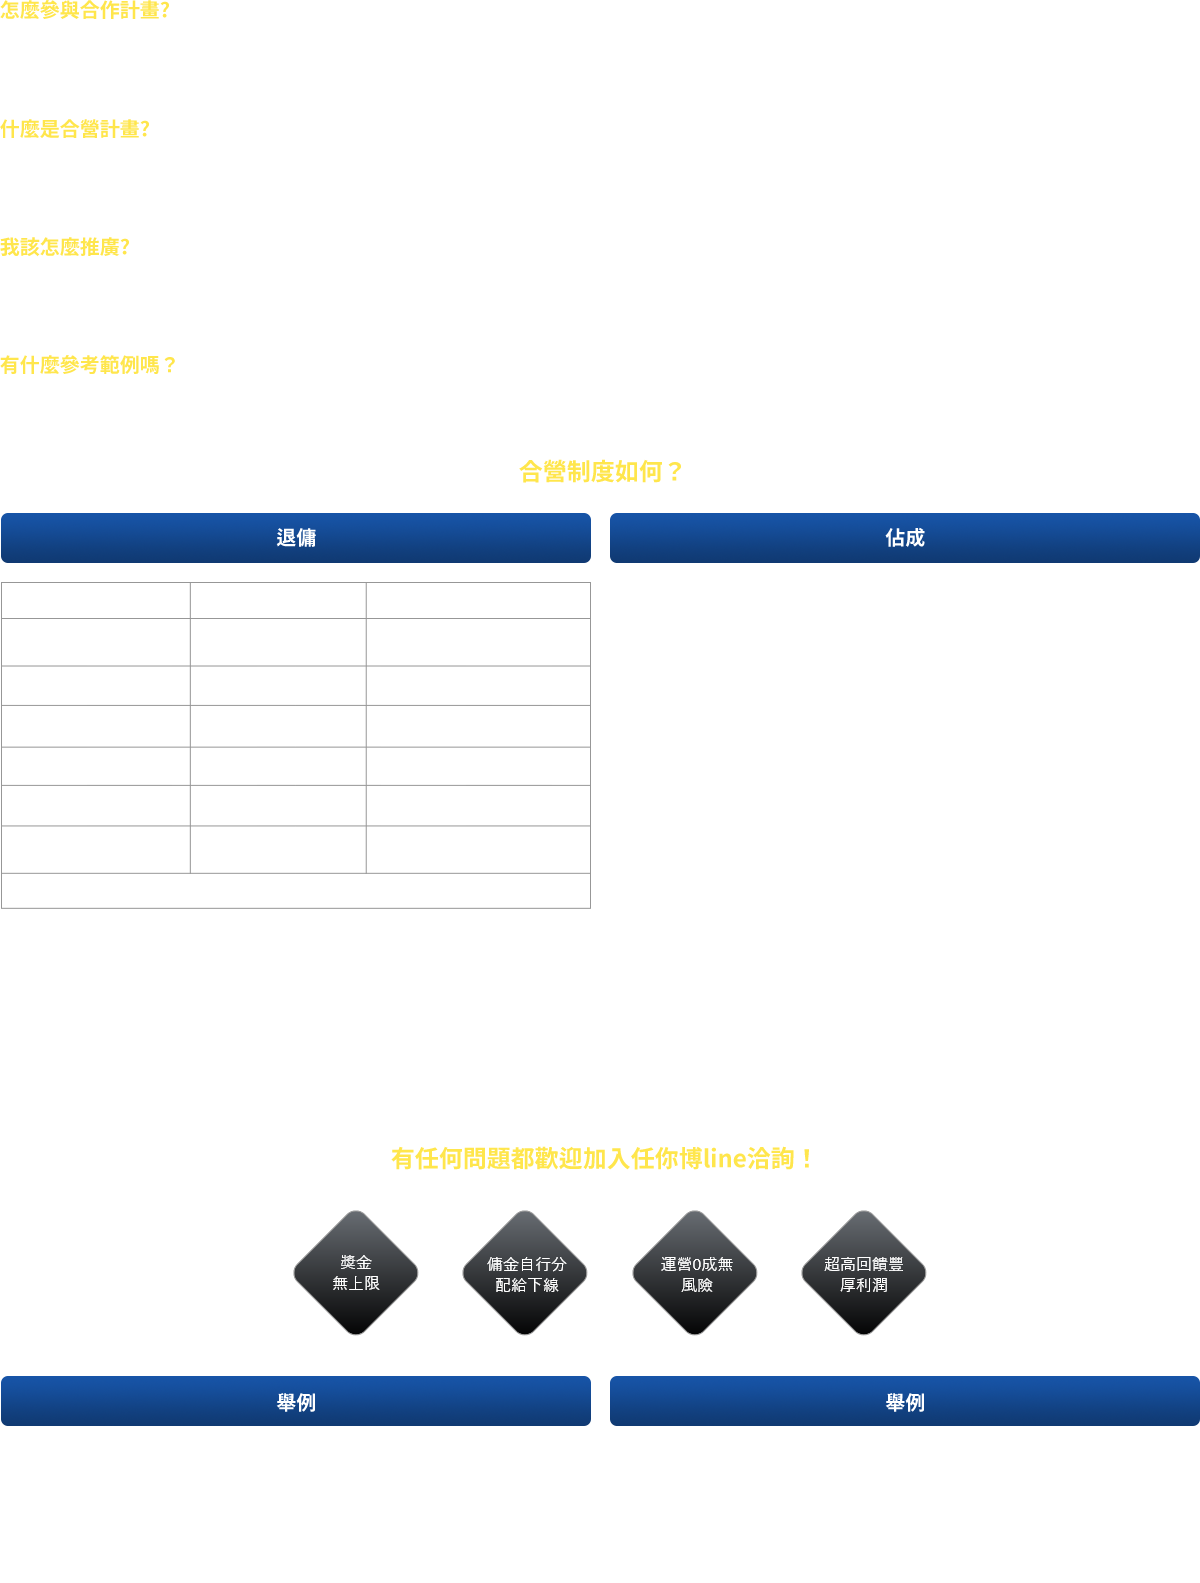 怎麼參與合作計畫?
什麼是合營計畫?
我該怎麼推廣?
有什麼參考範例嗎？
合營制度如何？
退傭
佔成
有任何問題都歡迎加入任你博line洽詢！
獎金
無上限
傭金自行分
配給下線
運營0成無
風險
超高回饋豐
厚利潤
舉例
舉例